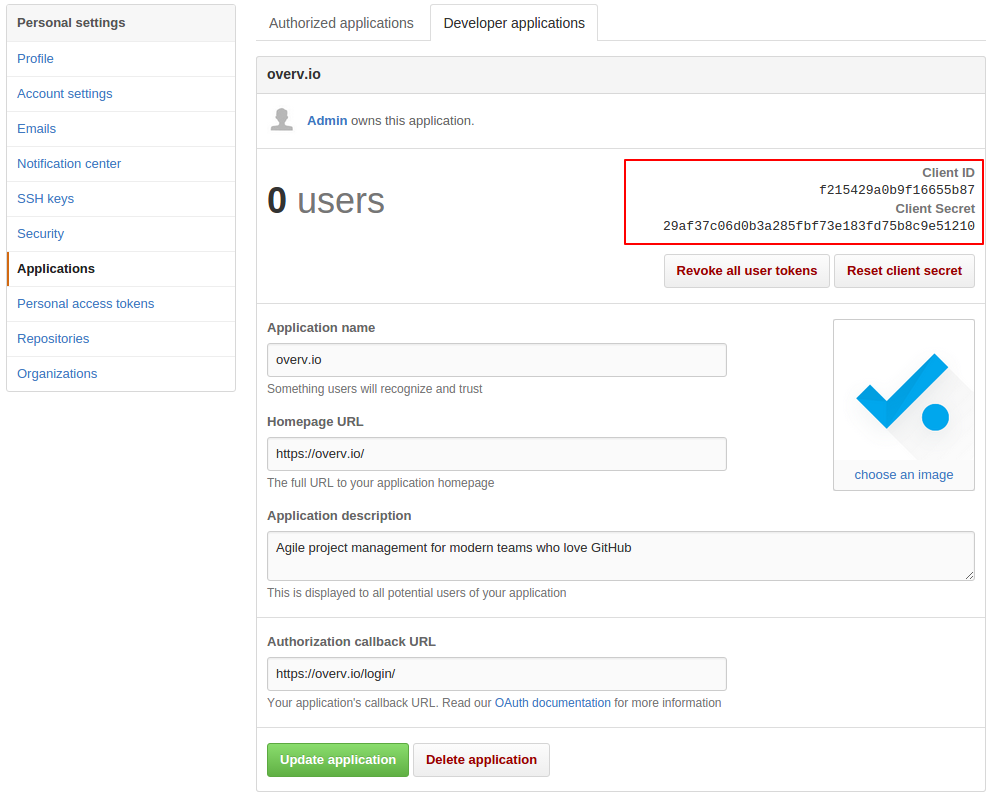 Personal settings
Profile
Account settings
Emails
Notification center
SSH keys
Security
Applications
Personal access tokens
Repositories
Organizations
Authorized applications
Developer applications
overv.io
Admin owns this application.
0 users
Client ID
f215429a0b9f16655b87
Client Secret
29af37c06d0b3a285fbf73e183fd75b8c9e51210
Revoke all user tokens
Reset client secret
Application name
overv.io
Something users will recognize and trust
Homepage URL
https://overv.io/
The full URL to your application homepage
choose an image
Application description
Agile project management for modern teams who love GitHub
This is displayed to all potential users of your application
Authorization callback URL
https://overv.io/login/
Your application's callback URL. Read our OAuth documentation for more information
Update application
Delete application